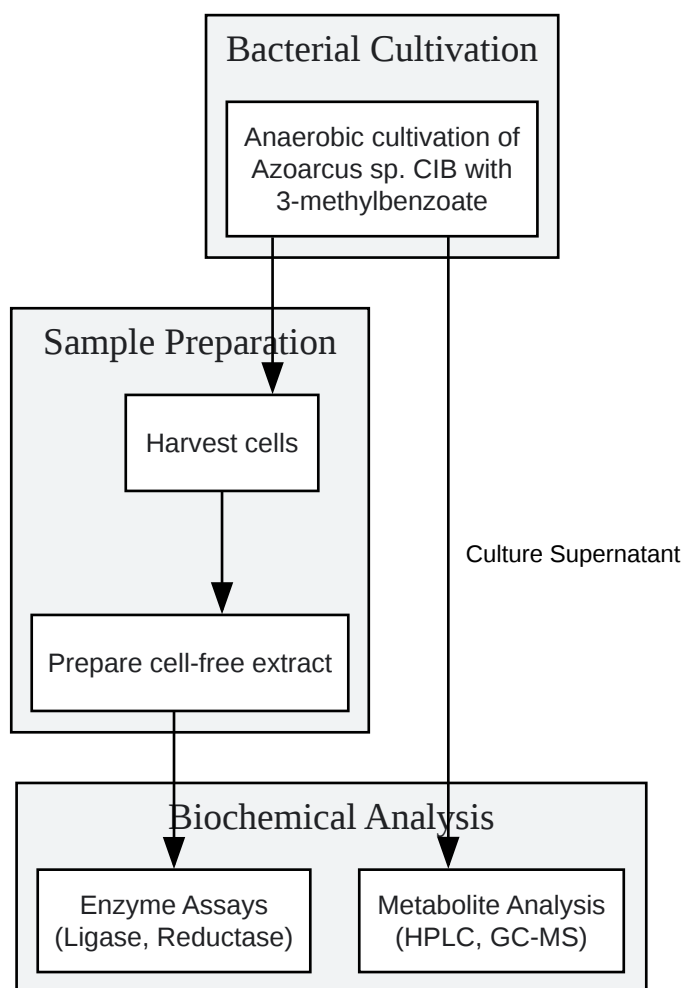 Bacterial Cultivation
Anaerobic cultivation of
Azoarcus sp. CIB with
3-methylbenzoate
Sample Preparation
Harvest cells
Culture Supernatant
Prepare cell-free extract
Biochemical Analysis
Enzyme Assays
(Ligase, Reductase)
Metabolite Analysis
(HPLC, GC-MS)